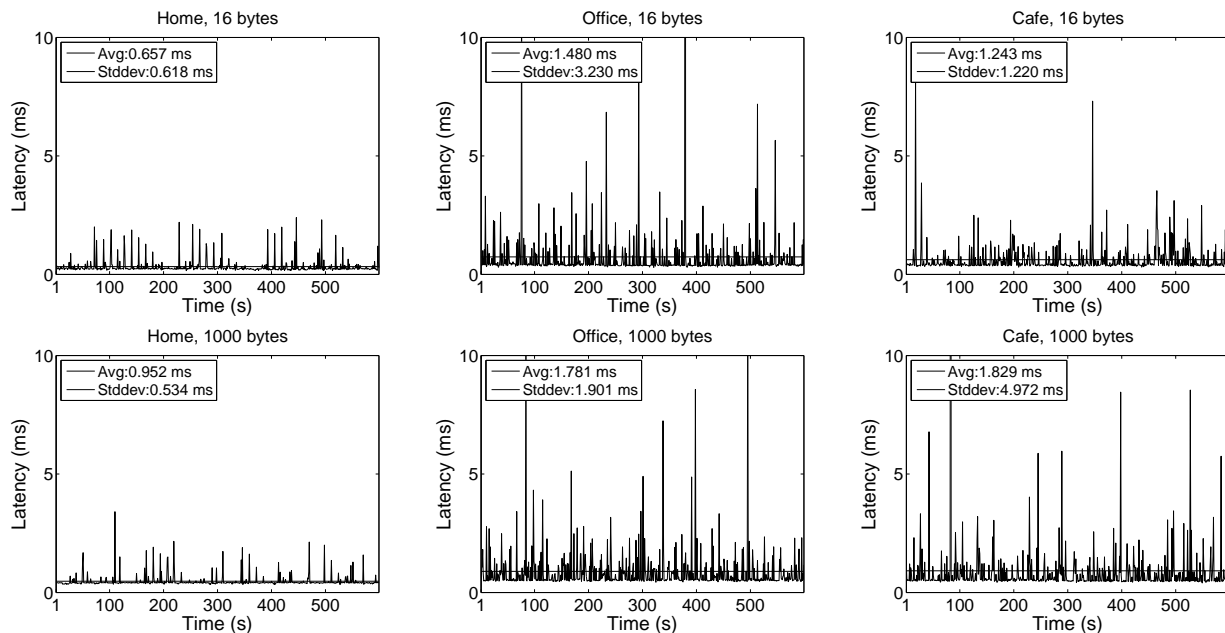 Home, 16 bytes
10
5
0
Latency (ms)
Avg:0.657 ms
Stddev:0.618 ms
1 100 200 300 400 500
Time (s)
Office, 16 bytes
10
5
0
Latency (ms)
Avg:1.480 ms
Stddev:3.230 ms
1 100 200 300 400 500
Time (s)
Cafe, 16 bytes
10
5
0
Latency (ms)
Avg:1.243 ms
Stddev:1.220 ms
1 100 200 300 400 500
Time (s)
Home, 1000 bytes
10
5
0
Latency (ms)
Avg:0.952 ms
Stddev:0.534 ms
1 100 200 300 400 500
Time (s)
Office, 1000 bytes
10
5
0
Latency (ms)
Avg:1.781 ms
Stddev:1.901 ms
1 100 200 300 400 500
Time (s)
Cafe, 1000 bytes
10
5
0
Latency (ms)
Avg:1.829 ms
Stddev:4.972 ms
1 100 200 300 400 500
Time (s)